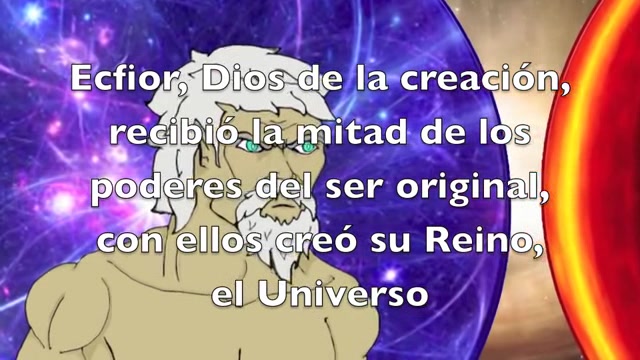 Ecfior, Dios de la creación,
recibió la mitad de los
poderes del ser original,
con ellos creó su Reino,
el Universo